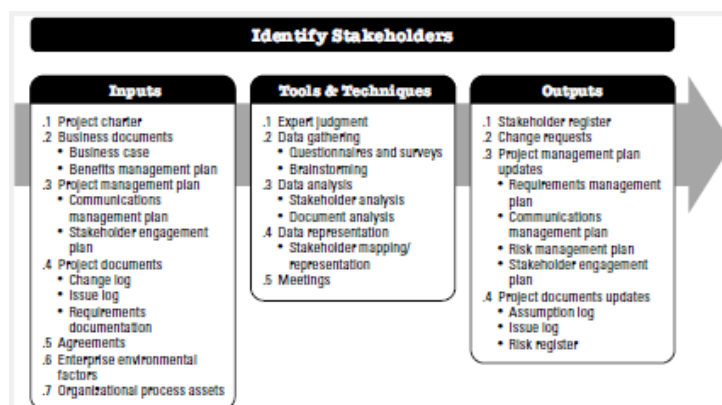 Identify Stakeholders
Inputs
.1 Project charter
.2 Business documents
• Business case
• Benefits management plan
.3 Project management plan
• Communications
management plan
• Stakeholder engagement
plan
.4 Project documents
• Change log
• Issue log
• Requirements
documentation
.5 Agreements
.6 Enterprise environmental
factors
.7 Organizational process assets
Tools & Techniques
.1 Expert judgment
.2 Data gathering
• Questionnaires and surveys
• Brainstorming
.3 Data analysis
• Stakeholder analysis
• Document analysis
.4 Data representation
• Stakeholder mapping/
representation
.5 Meetings
Outputs
.1 Stakeholder register
.2 Change requests
.3 Project management plan
updates
• Requirements management
plan
• Communications
management plan
• Risk management plan
• Stakeholder engagement
plan
.4 Project documents updates
• Assumption log
• Issue log
• Risk register